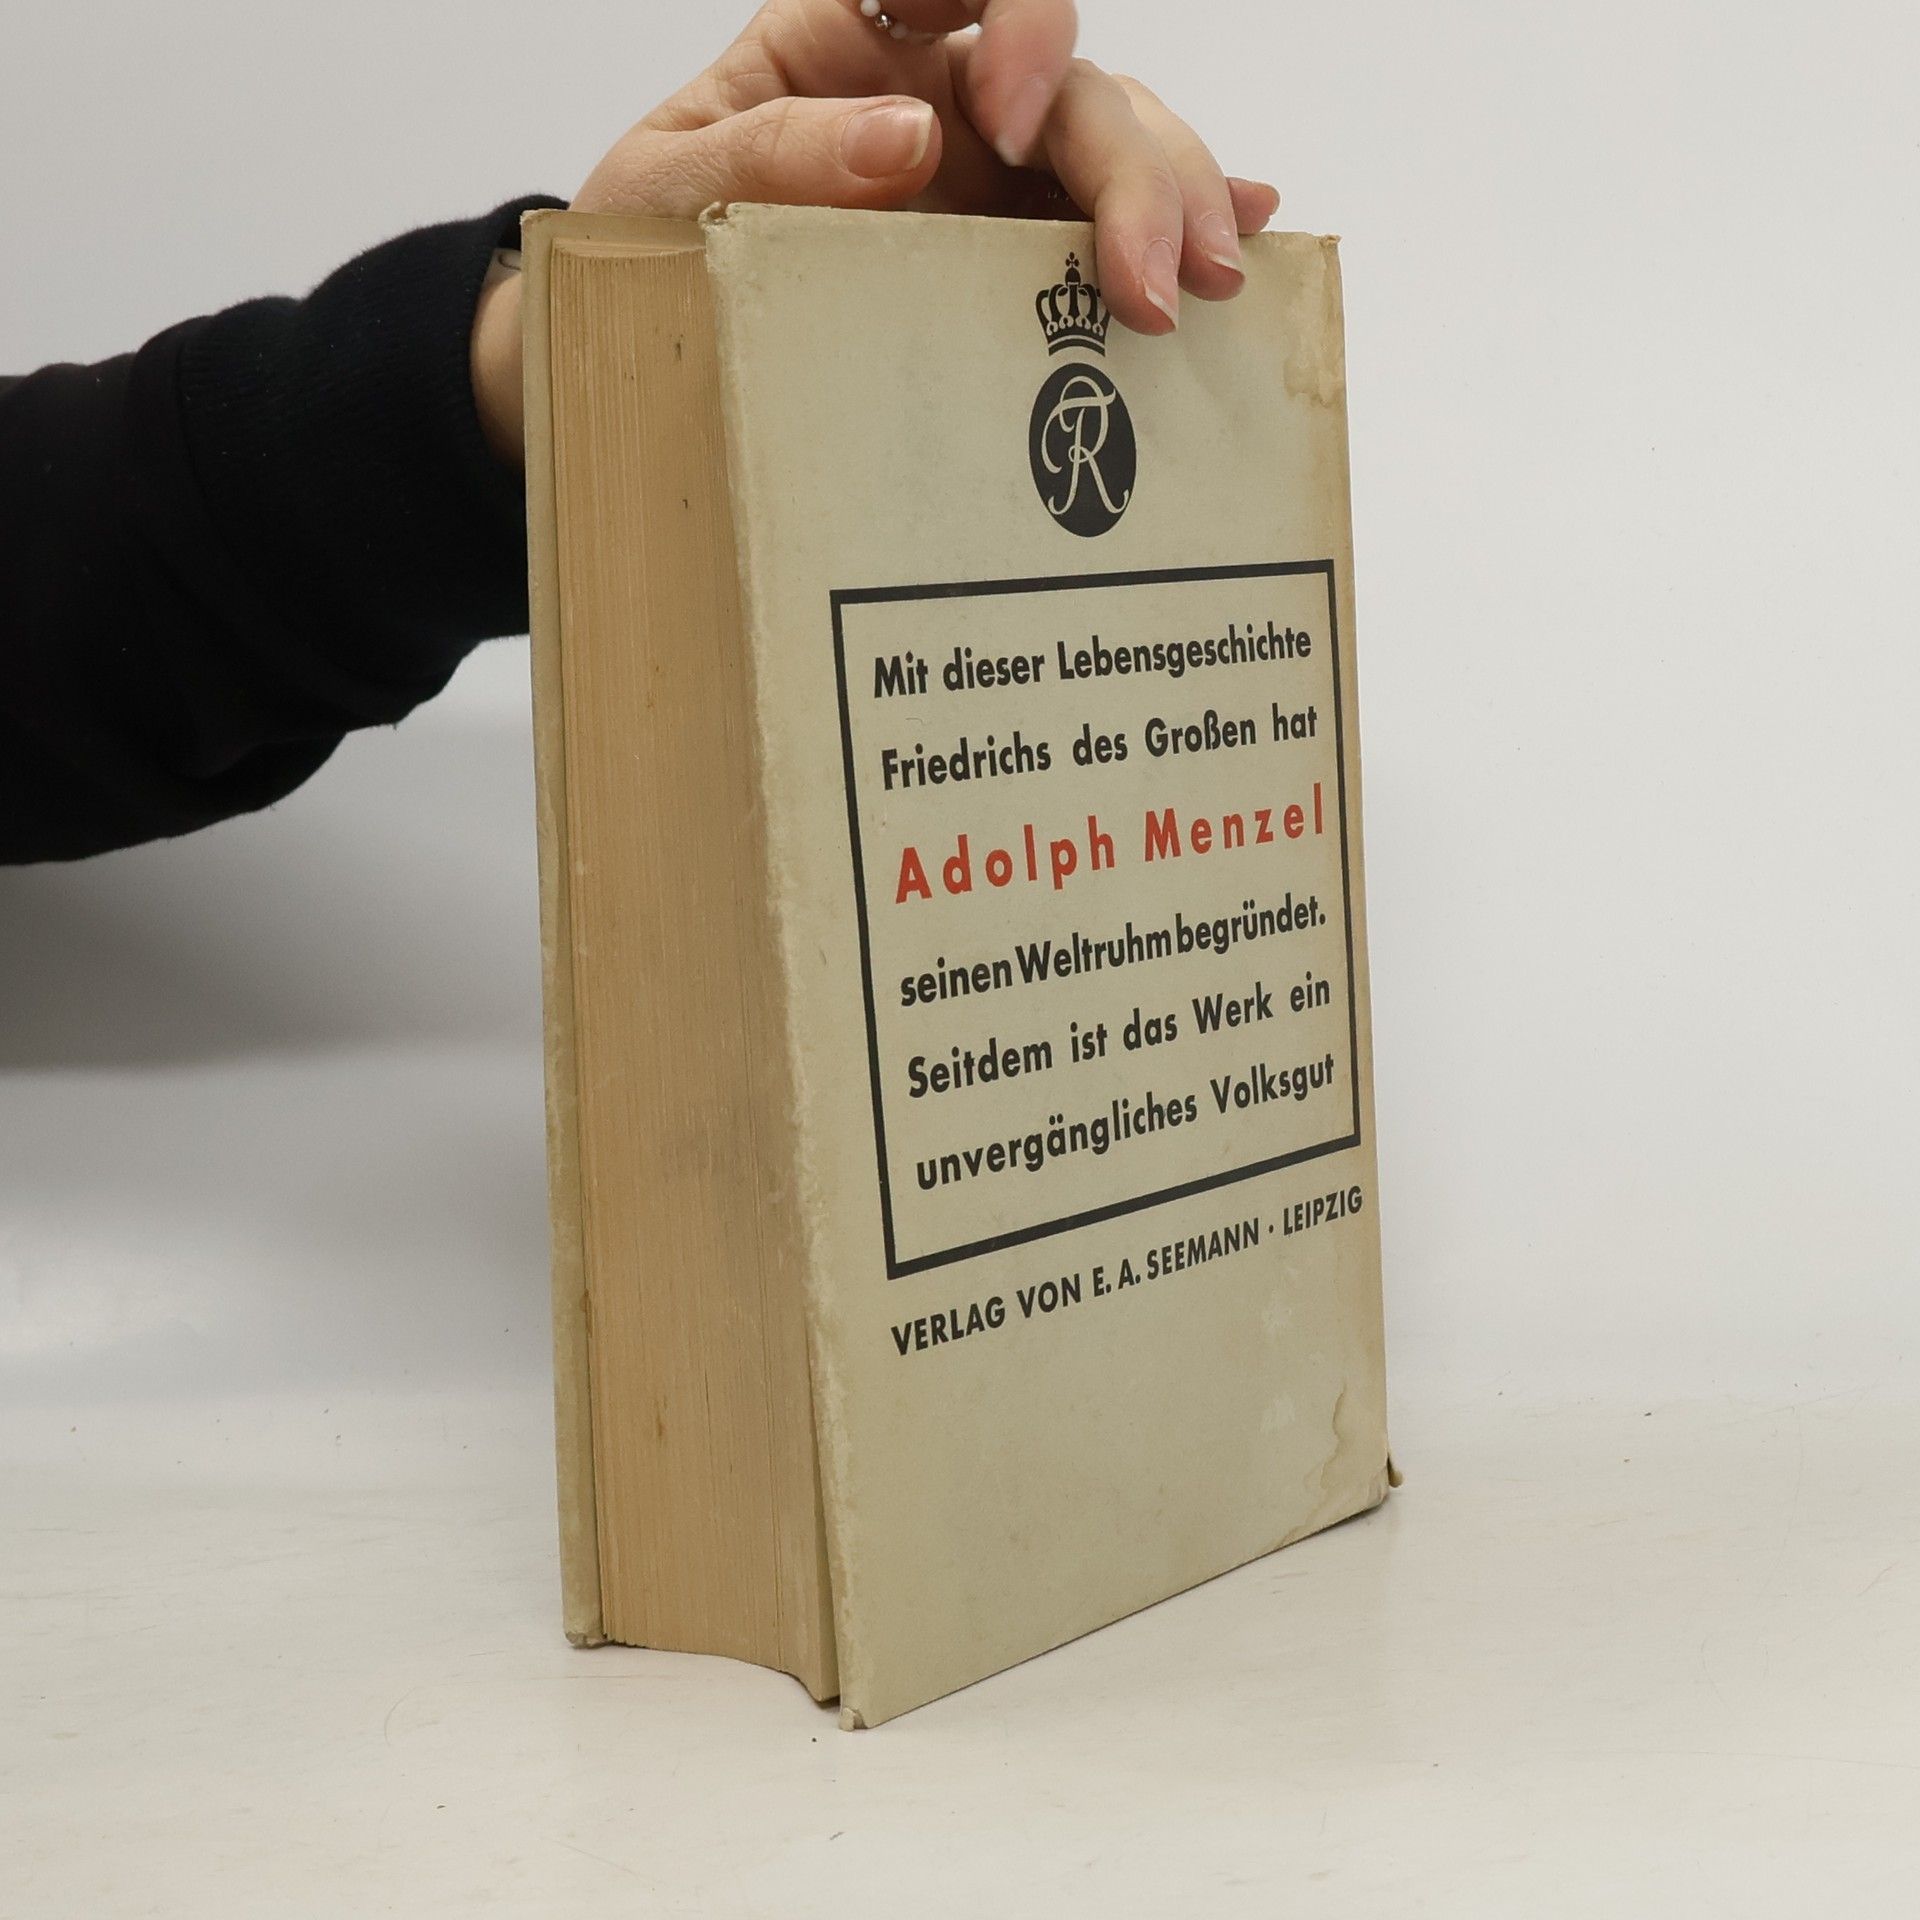 FR
Mit dieser Lebensgeschichte
Friedrichs des Großen hat
Adolph Menzel
seinen Weltruhm begründet.
Seitdem ist das Werk ein
unvergängliches Volksgut
VERLAG VON E. A. SEEMANN · LEIPZIG